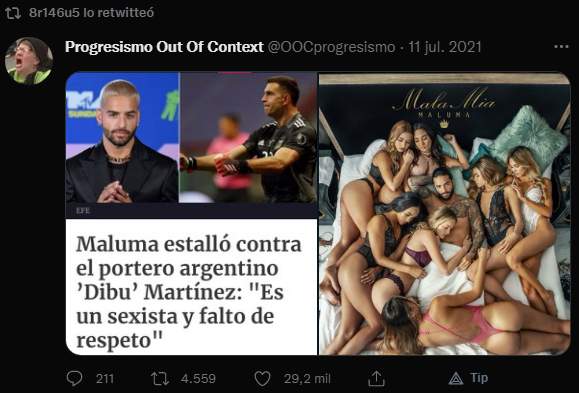 8r146u5 lo retwitteó
Progresismo Out Of Context @OOCprogresismo · 11 jul. 2021
MTV
SUNDAY
EFE
Maluma estalló contra
el portero argentino
’Dibu’ Martínez: "Es
un sexista y falto de
respeto"
Mala Mía
MALUMA
211
4.559
29,2 mil
Tip